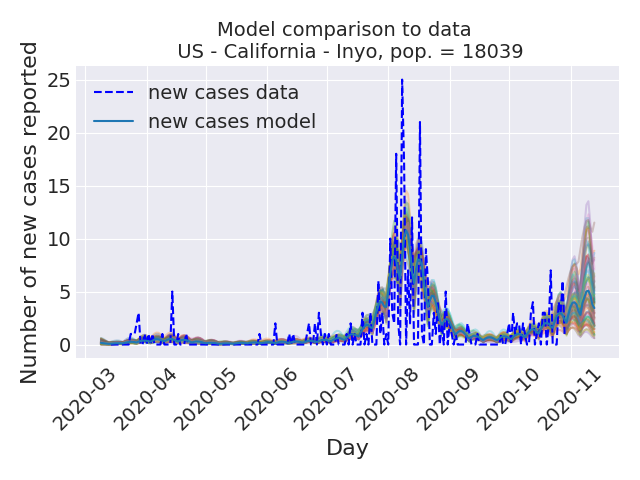 Model comparison to data
US - California - Inyo, pop. = 18039
Number of new cases reported
25
20
15
10
5
0
new cases data
new cases model
2020-03
2020-04
2020-05
2020-06
2020-07
2020-08
2020-09
2020-10
2020-11
Day